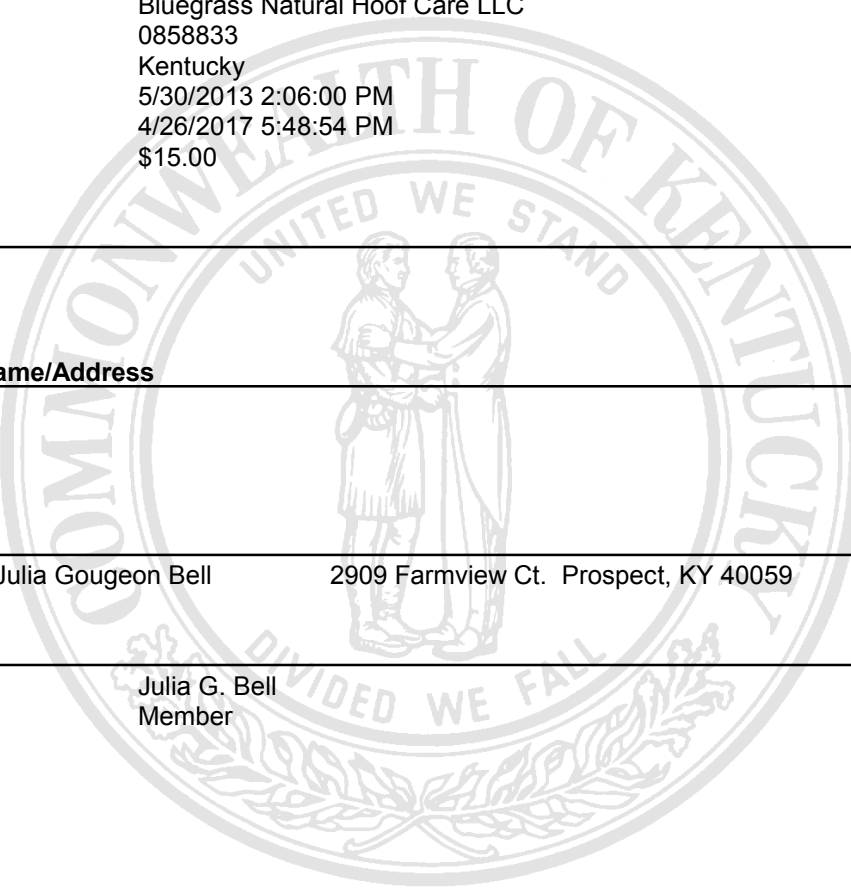 Bluegrass Natural Hoof Care LLC
0858833
Kentucky
5/30/2013 2:06:00 PM
4/26/2017 5:48:54 PM
$15.00
COMMONWEALTH OF KENTUCKY
UNITED WE STAND
ame/Address
Julia Gougeon Bell 2909 Farmview Ct. Prospect, KY 40059
DIVIDED WE FALL
Julia G. Bell
Member